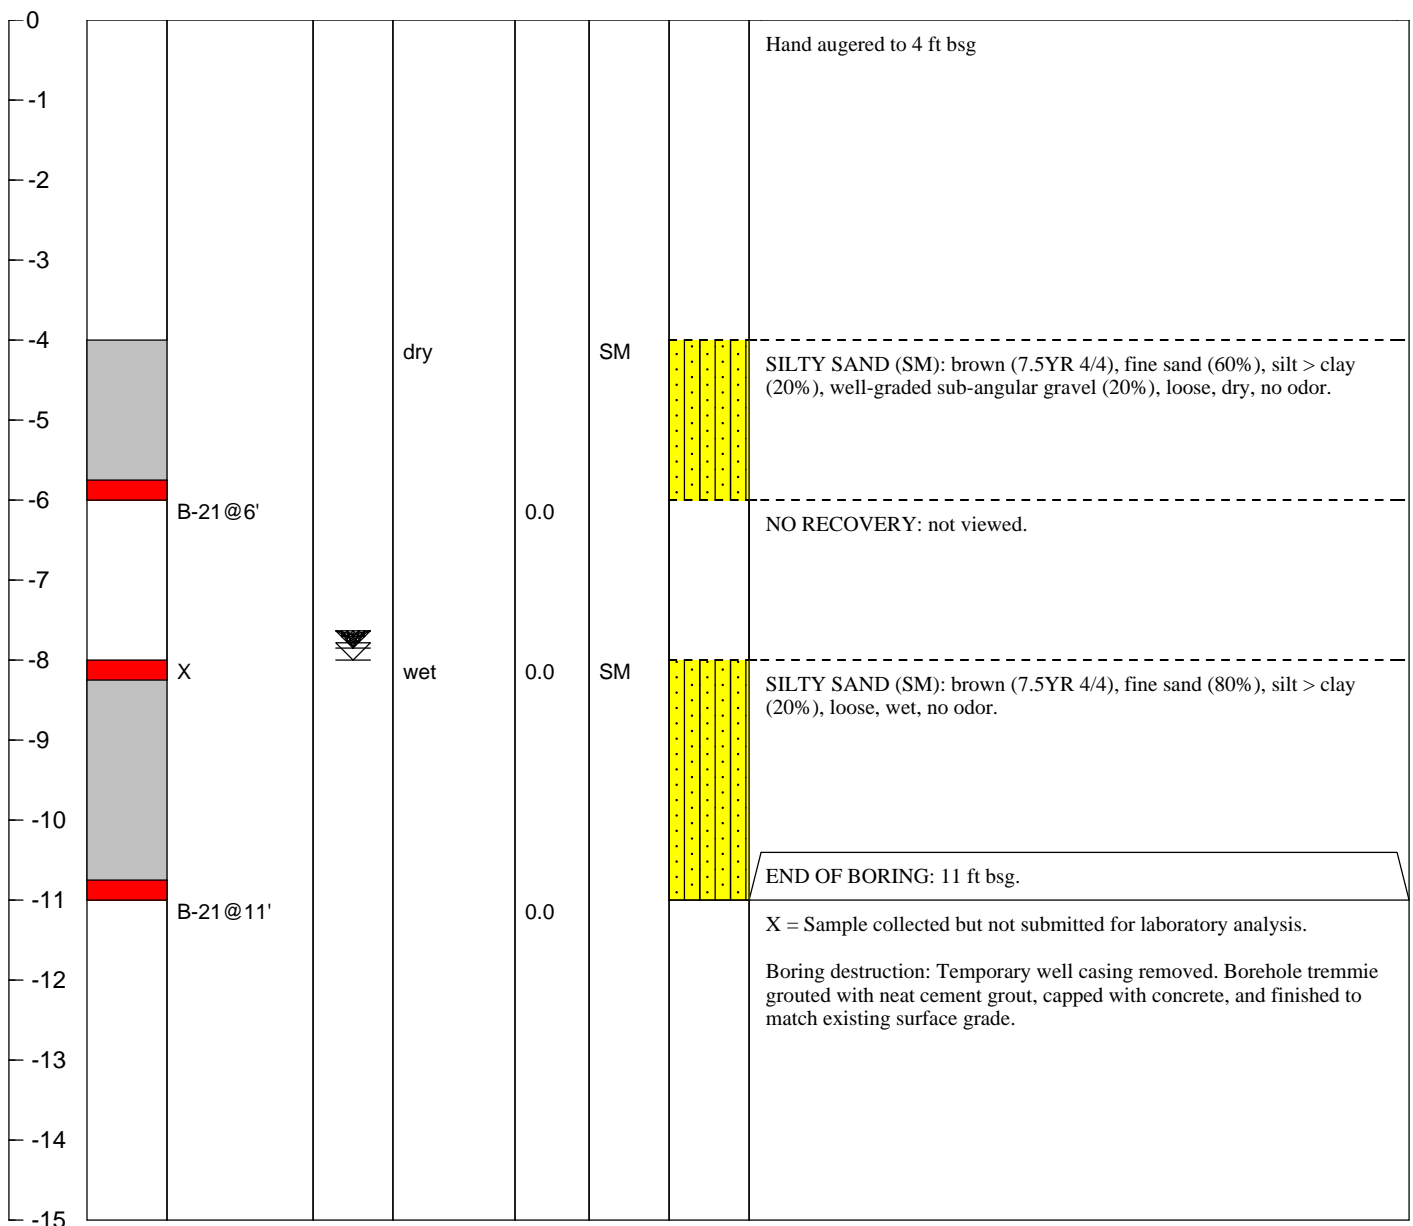 0
Hand augered to 4 ft bsg
-1
-2
-3
-4
dry
SM
SILTY SAND (SM): brown (7.5YR 4/4), fine sand (60%), silt > clay
(20%), well-graded sub-angular gravel (20%), loose, dry, no odor.
-5
-6
B-21@6'
0.0
NO RECOVERY: not viewed.
-7
-8
X
wet
0.0
SM
SILTY SAND (SM): brown (7.5YR 4/4), fine sand (80%), silt > clay
(20%), loose, wet, no odor.
-9
-10
END OF BORING: 11 ft bsg.
-11
B-21@11'
0.0
X = Sample collected but not submitted for laboratory analysis.
-12
Boring destruction: Temporary well casing removed. Borehole tremmie
grouted with neat cement grout, capped with concrete, and finished to
match existing surface grade.
-13
-14
-15